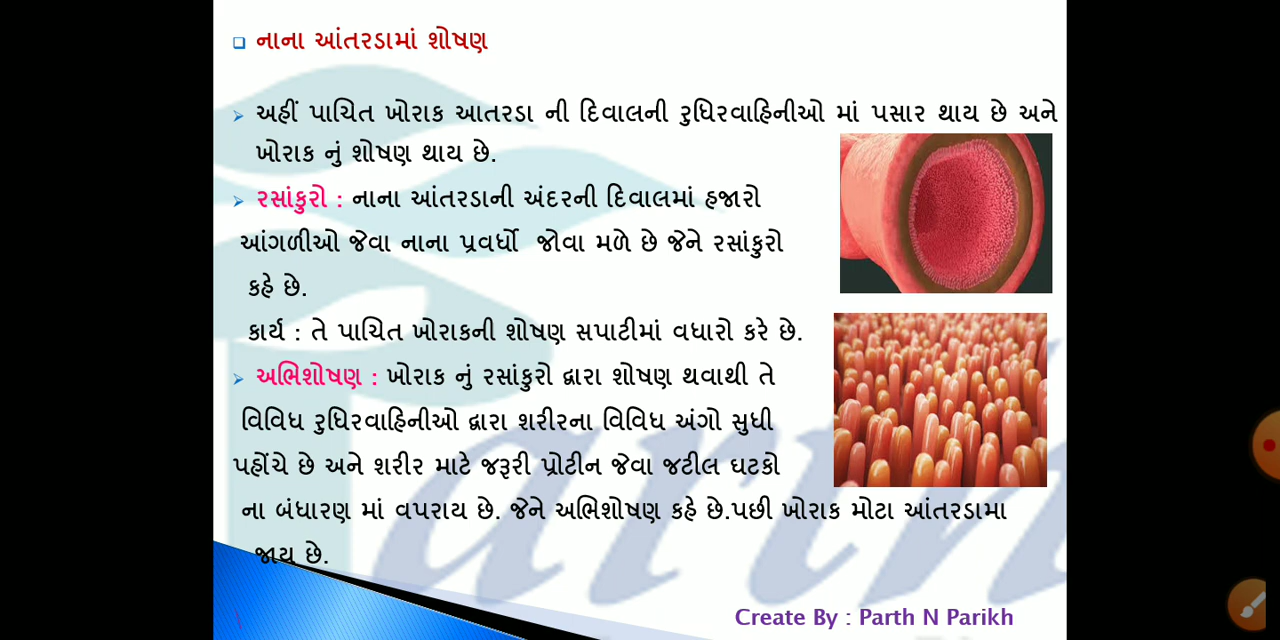 નાના આંતરડામાં શોષણ
અહીં પાચિત ખોરાક આતરડા ની દિવાલની રુધિરવાહિનીઓ માં પસાર થાય છે અને
ખોરાક નું શોષણ થાય છે.
રસાંકુરો : નાના આંતરડાની અંદરની દિવાલમાં હજારો
આંગળીઓ જેવા નાના પ્રવર્ધો જોવા મળે છે જેને રસાંકુરો
કહે છે.
કાર્ય : તે પાચિત ખોરાકની શોષણ સપાટીમાં વધારો કરે છે.
અભિશોષણ : ખોરાક નું રસાંકુરો દ્વારા શોષણ થવાથી તે
વિવિધ રુધિરવાહિનીઓ દ્વારા શરીરના વિવિધ અંગો સુધી
પહોંચે છે અને શરીર માટે જરૂરી પ્રોટીન જેવા જટીલ ઘટકો
ના બંધારણ માં વપરાય છે. જેને અભિશોષણ કહે છે.પછી ખોરાક મોટા આંતરડામા
જાય છે.
Create By : Parth N Parikh